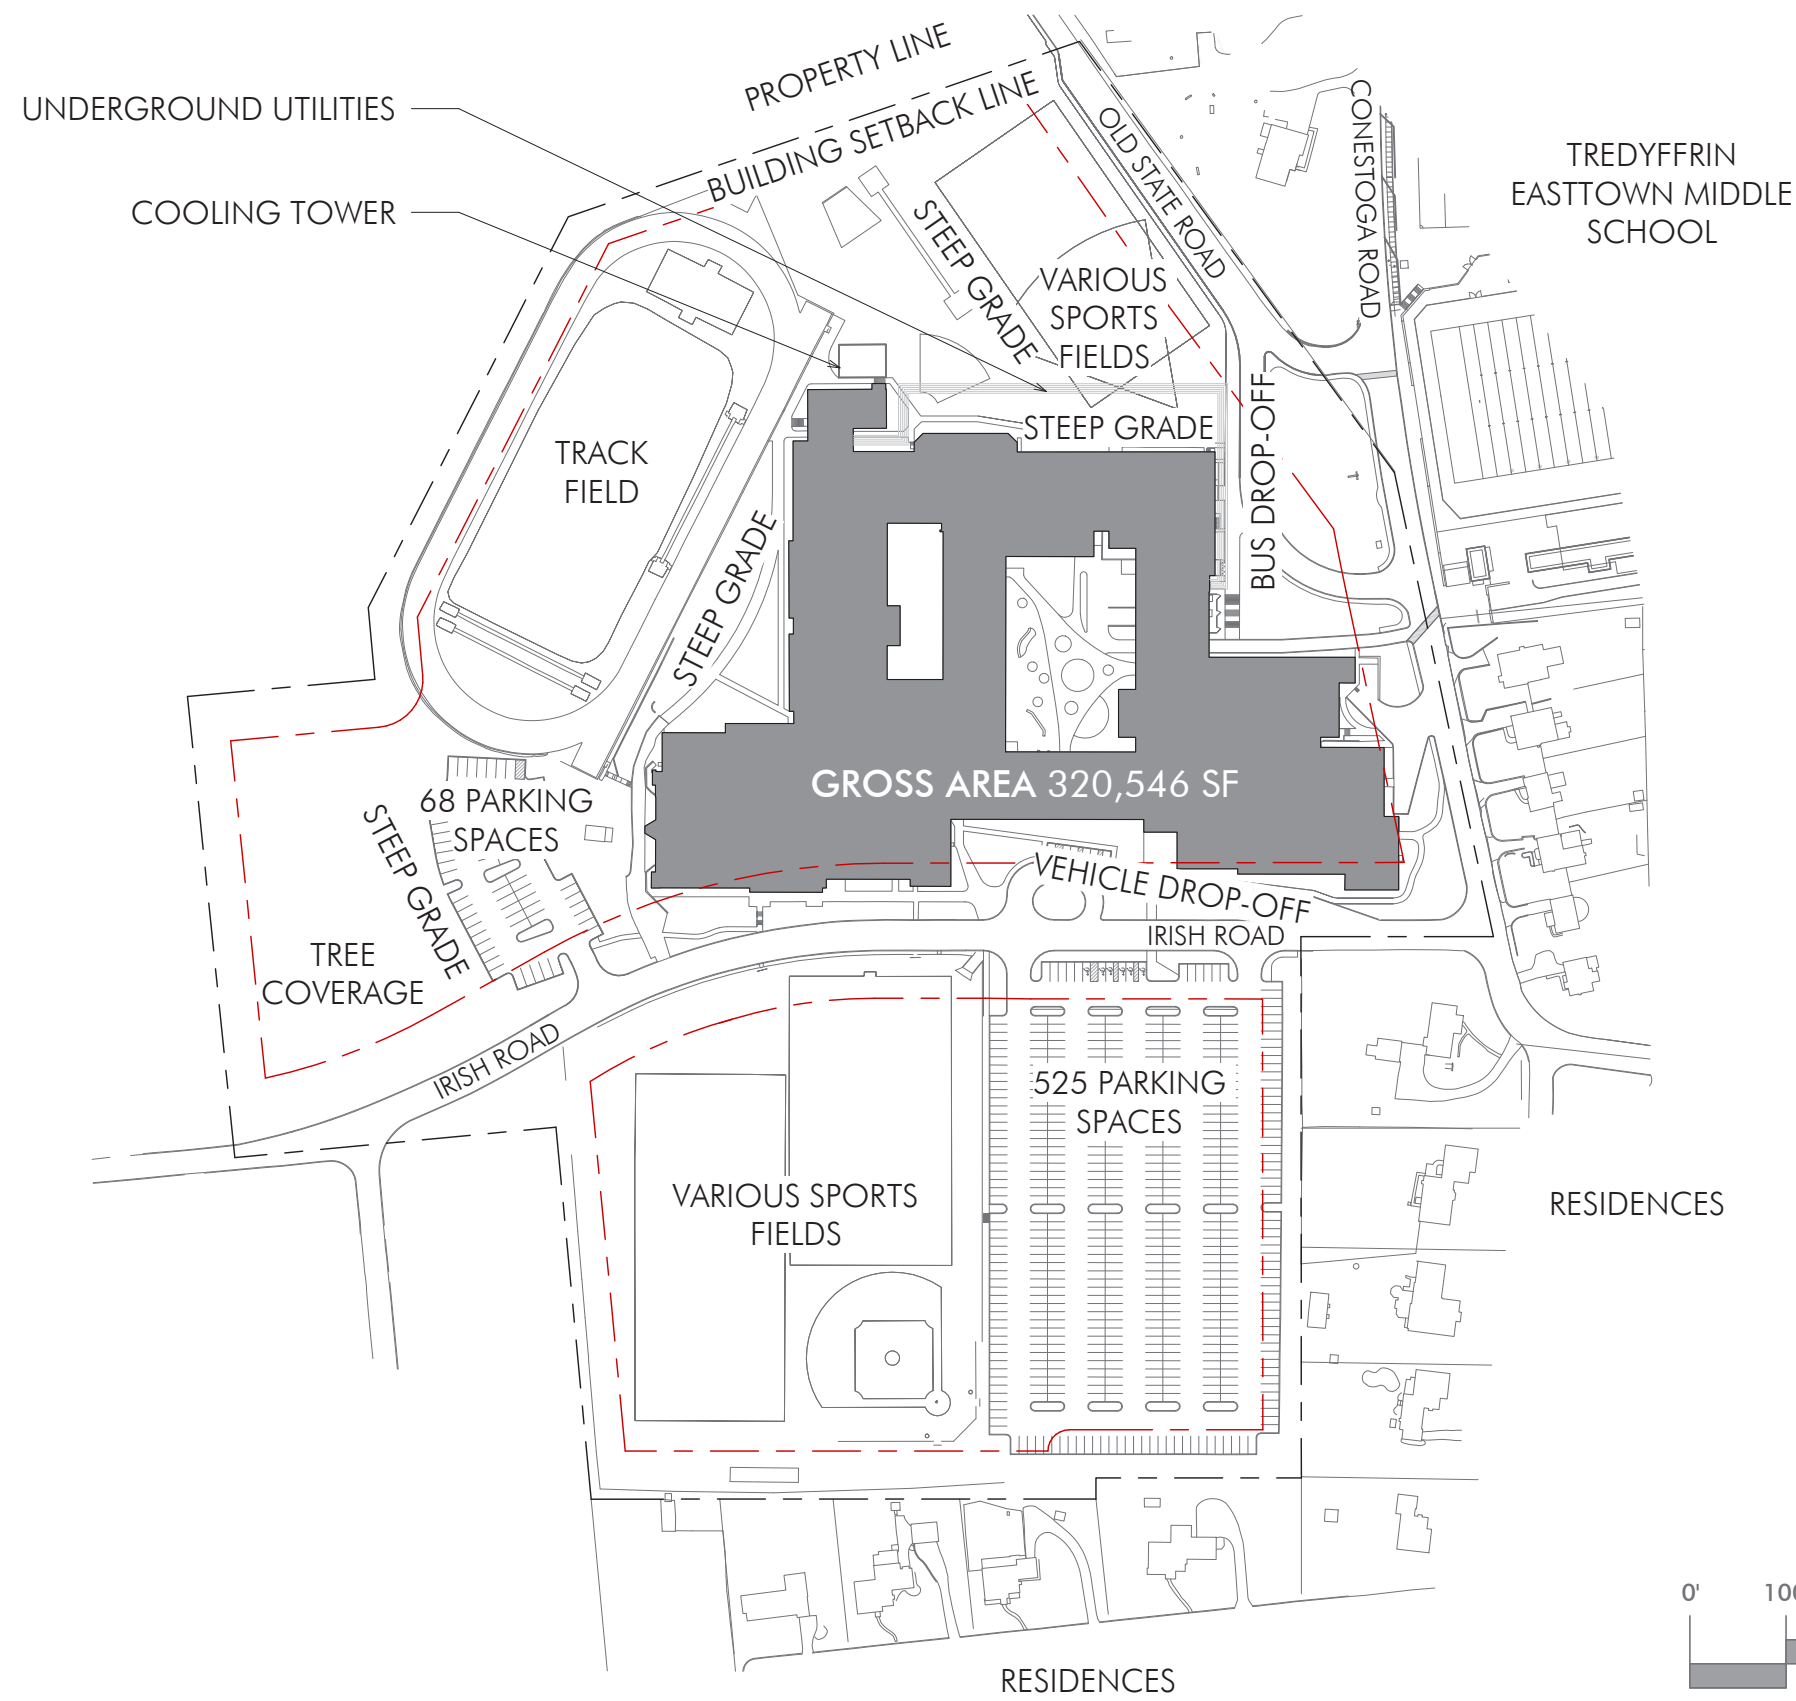 PROPERTY LINE
UNDERGROUND UTILITIES
BUILDING SETBACK LINE
COOLING TOWER
OLD STATE ROAD
CONESTOGA ROAD
TREDYFFRIN
EASTTOWN MIDDLE
SCHOOL
STEEP GRADE
VARIOUS
SPORTS
FIELDS
STEEP GRADE
BUS DROP-OFF
TRACK
FIELD
STEEP GRADE
GROSS AREA 320,546 SF
68 PARKING
SPACES
STEEP GRADE
VEHICLE DROP-OFF
IRISH ROAD
TREE
COVERAGE
IRISH ROAD
525 PARKING
SPACES
VARIOUS SPORTS
FIELDS
RESIDENCES
0'
RESIDENCES